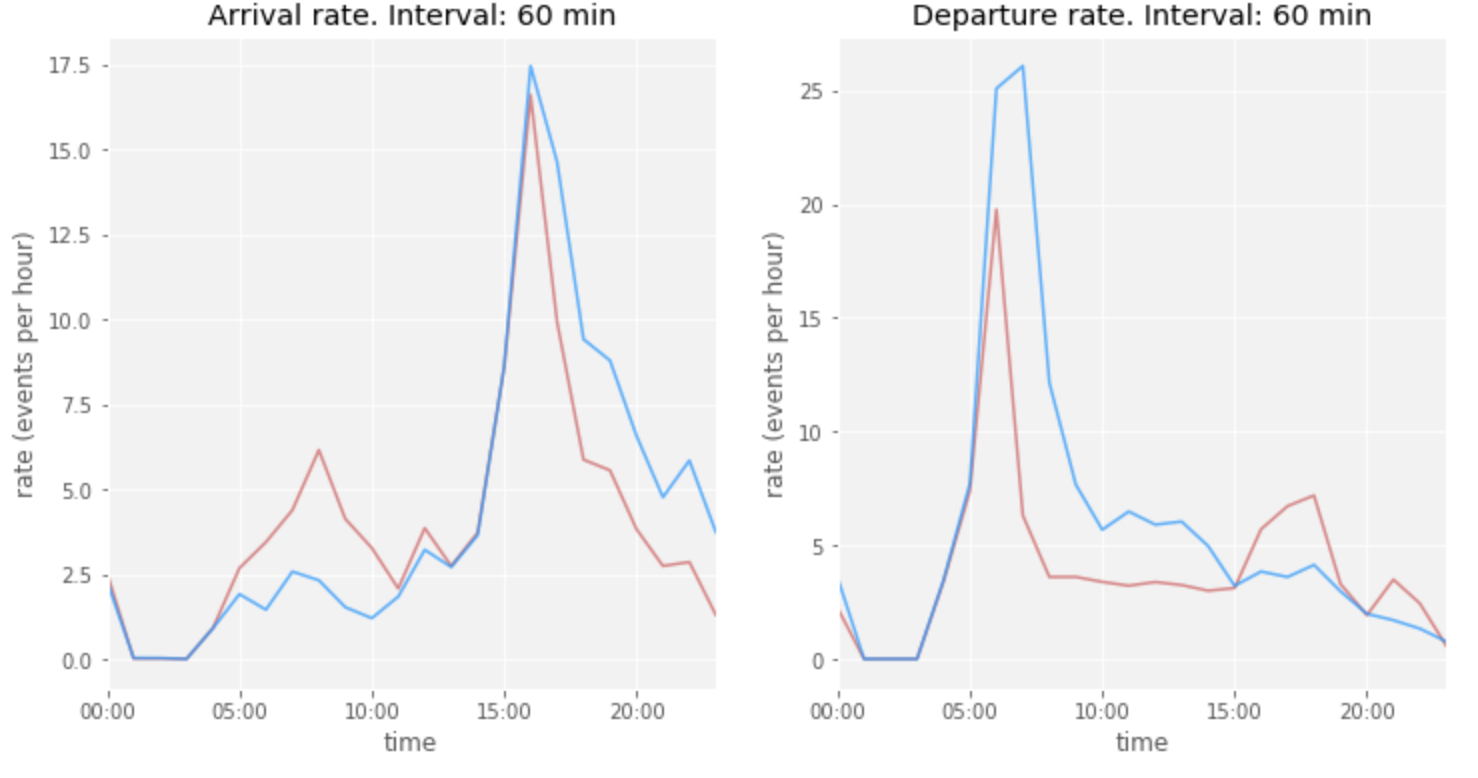 Arrival rate. Interval: 60 min
rate (events per hour)
17.5
15.0
12.5
10.0
7.5
5.0
2.5
0.0
00:00 05:00 10:00 15:00 20:00
time
Departure rate. Interval: 60 min
rate (events per hour)
25
20
15
10
5
0
00:00 05:00 10:00 15:00 20:00
time